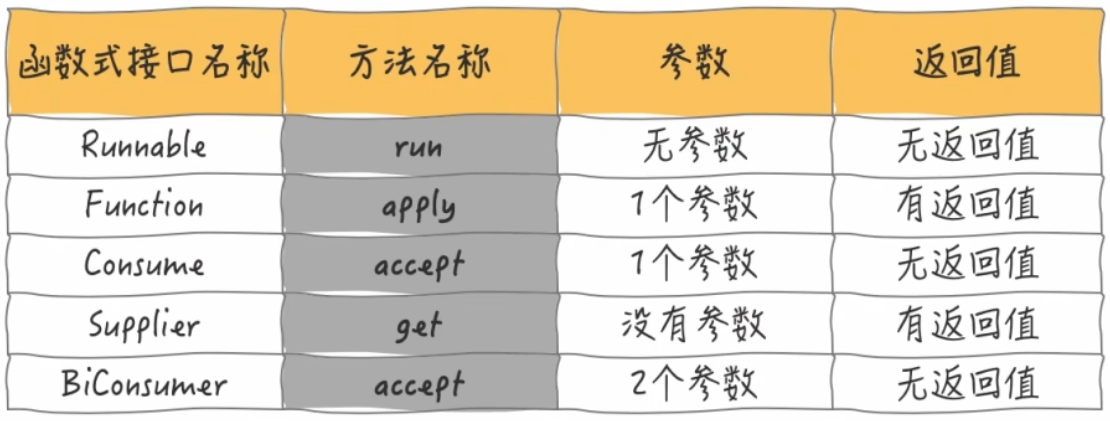 函数式接口名称 方法名称 参数 返回值
Runnable run 无参数 无返回值
Function apply 1个参数 有返回值
Consume accept 1个参数 无返回值
Supplier get 没有参数 有返回值
BiConsumer accept 2个参数 无返回值